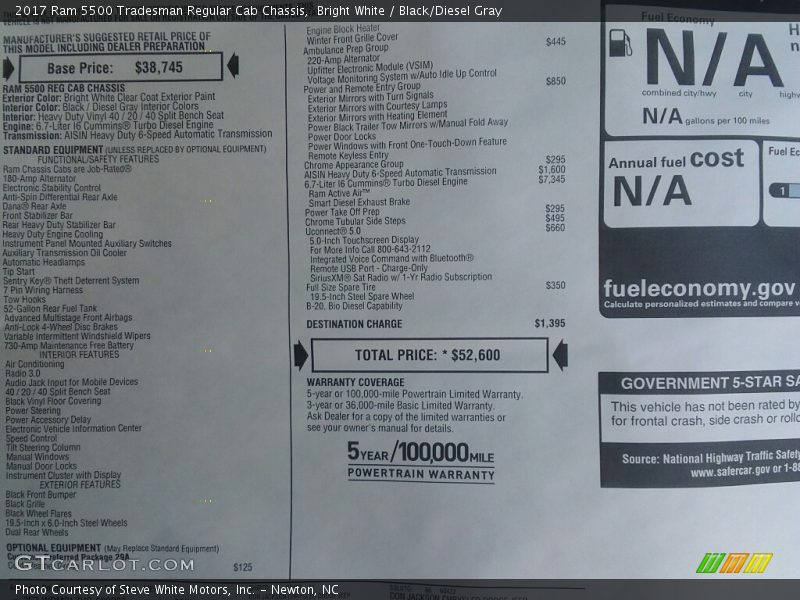 2017 Ram 5500 Tradesman Regular Cab Chassis, Bright White / Black/Diesel Gray
MANUFACTURER'S SUGGESTED RETAIL PRICE OF
THIS MODEL INCLUDING DEALER PREPARATION
Base Price: $38,745
RAM 5500 REG CAB CHASSIS
Exterior Color: Bright White Clear Coat Exterior Paint
Interior Color: Black / Diesel Gray Interior Colors
Interior: Heavy Duty Vinyl 40 / 20 / 40 Split Bench Seat
Engine: 6.7-Liter I6 Cummins® Turbo Diesel Engine
Transmission: AISIN Heavy Duty 6-Speed Automatic Transmission
STANDARD EQUIPMENT (UNLESS REPLACED BY OPTIONAL EQUIPMENT)
FUNCTIONAL/SAFETY FEATURES
Ram Chassis Cabs are Job-Rated®
180-Amp Alternator
Electronic Stability Control
Anti-Spin Differential Rear Axle
Dana® Rear Axle
Front Stabilizer Bar
Rear Heavy Duty Stabilizer Bar
Heavy Duty Engine Cooling
Instrument Panel Mounted Auxiliary Switches
Auxiliary Transmission Oil Cooler
Automatic Headlamps
Tip Start
Sentry Key® Theft Deterrent System
7 Pin Wiring Harness
Tow Hooks
52-Gallon Rear Fuel Tank
Advanced Multistage Front Airbags
Anti-Lock 4-Wheel Disc Brakes
Variable Intermittent Windshield Wipers
730-Amp Maintenance Free Battery
INTERIOR FEATURES
Air Conditioning
Radio 3.0
Audio Jack Input for Mobile Devices
40 / 20 / 40 Split Bench Seat
Black Vinyl Floor Covering
Power Steering
Power Accessory Delay
Electronic Vehicle Information Center
Speed Control
Tilt Steering Column
Manual Windows
Manual Door Locks
Instrument Cluster with Display
EXTERIOR FEATURES
Black Front Bumper
Black Grille
Black Wheel Flares
19.5-Inch x 6.0-Inch Steel Wheels
Dual Rear Wheels
OPTIONAL EQUIPMENT (May Replace Standard Equipment)
Customer Preferred Package 29A
$125
Engine Block Heater
Winter Front Grille Cover $445
Ambulance Prep Group
220-Amp Alternator
Upfitter Electronic Module (VSIM)
Voltage Monitoring System w/Auto Idle Up Control
Power and Remote Entry Group $850
Exterior Mirrors with Turn Signals
Exterior Mirrors with Courtesy Lamps
Exterior Mirrors with Heating Element
Power Black Trailer Tow Mirrors w/Manual Fold Away
Power Door Locks
Power Windows with Front One-Touch-Down Feature
Remote Keyless Entry
Chrome Appearance Group $295
AISIN Heavy Duty 6-Speed Automatic Transmission $1,600
6.7-Liter I6 Cummins® Turbo Diesel Engine $7,345
Ram Active Air™
Smart Diesel Exhaust Brake
Power Take Off Prep $295
Chrome Tubular Side Steps $495
Uconnect® 5.0 $660
5.0-Inch Touchscreen Display
For More Info Call 800-643-2112
Integrated Voice Command with Bluetooth®
Remote USB Port - Charge-Only
SiriusXM® Sat Radio w/ 1-Yr Radio Subscription
Full Size Spare Tire $350
19.5-Inch Steel Spare Wheel
B-20, Bio Diesel Capability
DESTINATION CHARGE $1,395
TOTAL PRICE: * $52,600
WARRANTY COVERAGE
5-year or 100,000-mile Powertrain Limited Warranty.
3-year or 36,000-mile Basic Limited Warranty.
Ask Dealer for a copy of the limited warranties or
see your owner's manual for details.
5 YEAR/100,000 MILE
POWERTRAIN WARRANTY
Fuel Economy
N/A
combined city/hwy city
N/A gallons per 100 miles
Annual fuel cost
N/A
Fuel Ec
1
fueleconomy.gov
Calculate personalized estimates and compare v
GOVERNMENT 5-STAR SA
This vehicle has not been rated by
for frontal crash, side crash or rollo
Source: National Highway Traffic Safety
www.safercar.gov or 1-88
GTCarLot.com
Photo Courtesy of Steve White Motors, Inc. – Newton, NC